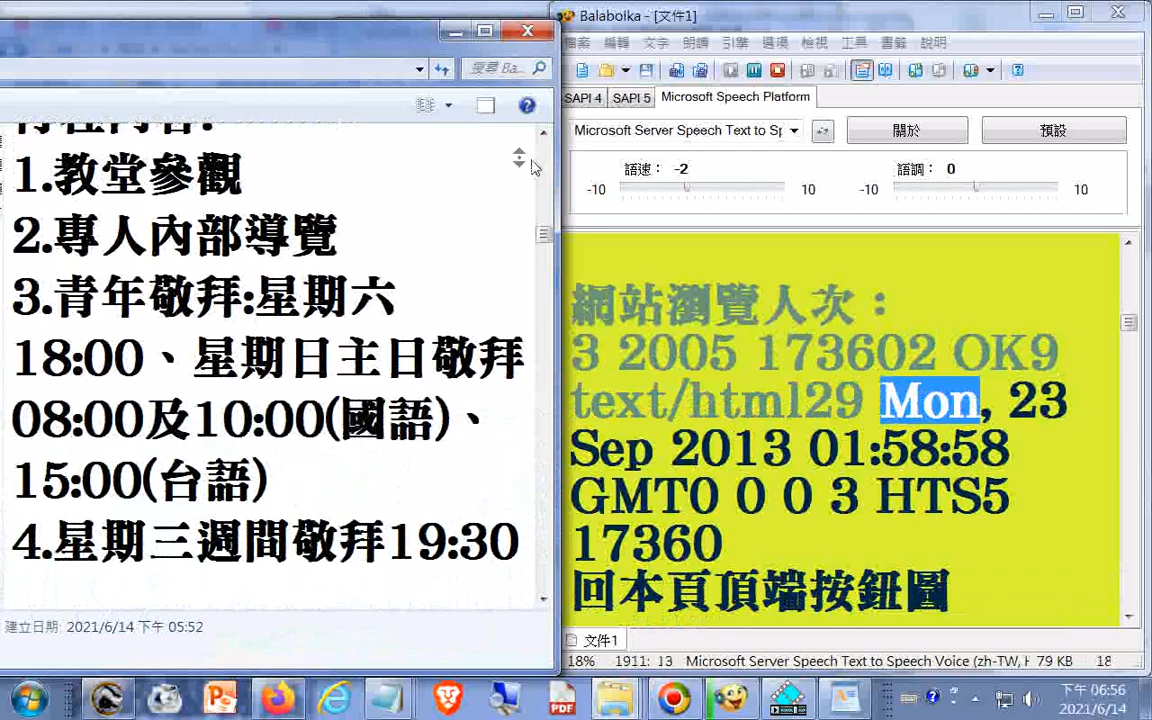 搜尋 Ba...
1.教堂參觀
2.專人內部導覽
3.青年敬拜:星期六
18:00、星期日主日敬拜
08:00及10:00(國語)、
15:00(台語)
4.星期三週間敬拜19:30
建立日期: 2021/6/14 下午 05:52
Balabolka - [文件1]
檔案 編輯 文字 朗讀 引擎 選項 檢視 工具 書籤 說明
SAPI 4 SAPI 5 Microsoft Speech Platform
Microsoft Server Speech Text to Sp
關於 預設
語速： -2 語調： 0
-10 10 -10 10
網站瀏覽人次：
3 2005 173602 OK9
text/html29 Mon, 23
Sep 2013 01:58:58
GMT0 0 0 3 HTS5
17360
回本頁頂端按鈕圖
文件1
18% 1911: 13 Microsoft Server Speech Text to Speech Voice (zh-TW, H 79 KB 18
PDF
下午 06:56
2021/6/14